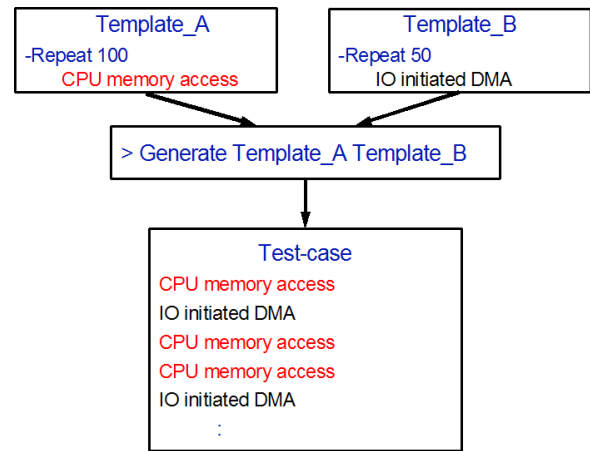 Template_A
-Repeat 100
CPU memory access
Template_B
-Repeat 50
IO initiated DMA
> Generate Template_A Template_B
Test-case
CPU memory access
IO initiated DMA
CPU memory access
CPU memory access
IO initiated DMA
: